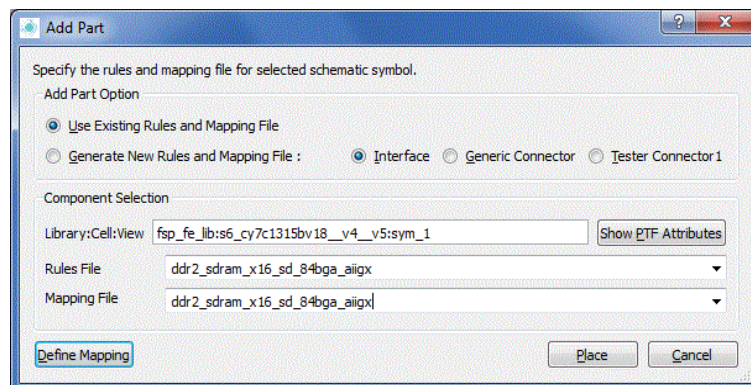 Add Part
Specify the rules and mapping file for selected schematic symbol.
Add Part Option
Use Existing Rules and Mapping File
Generate New Rules and Mapping File : Interface Generic Connector Tester Connector1
Component Selection
Library:Cell:View fsp_fe_lib:s6_cy7c1315bv18__v4__v5:sym_1 Show PTF Attributes
Rules File ddr2_sdram_x16_sd_84bga_aiigx
Mapping File ddr2_sdram_x16_sd_84bga_aiigx
Define Mapping Place Cancel